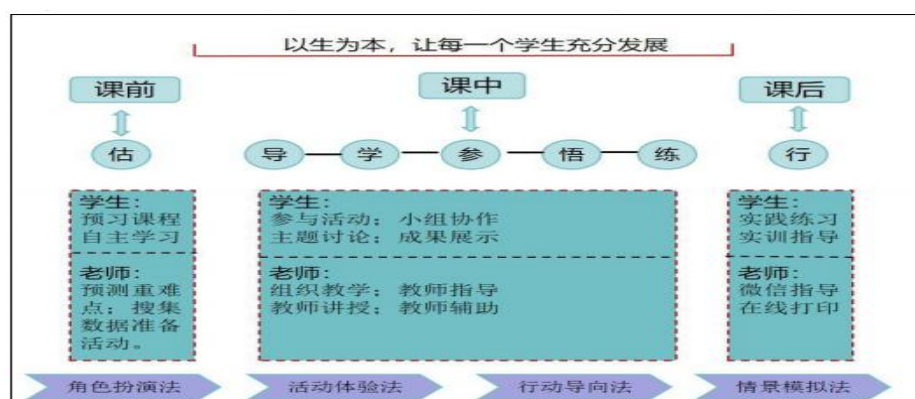 以生为本，让每一个学生充分发展
课前
课中
课后
估
导
学
参
悟
练
行
学生：
预习课程
自主学习
老师：
预测重难
点；搜集
数据准备
活动。
学生：
参与活动；小组协作
主题讨论；成果展示
老师：
组织教学；教师指导
教师讲授；教师辅助
学生：
实践练习
实训指导
老师：
微信指导
在线打印
角色扮演法
活动体验法
行动导向法
情景模拟法